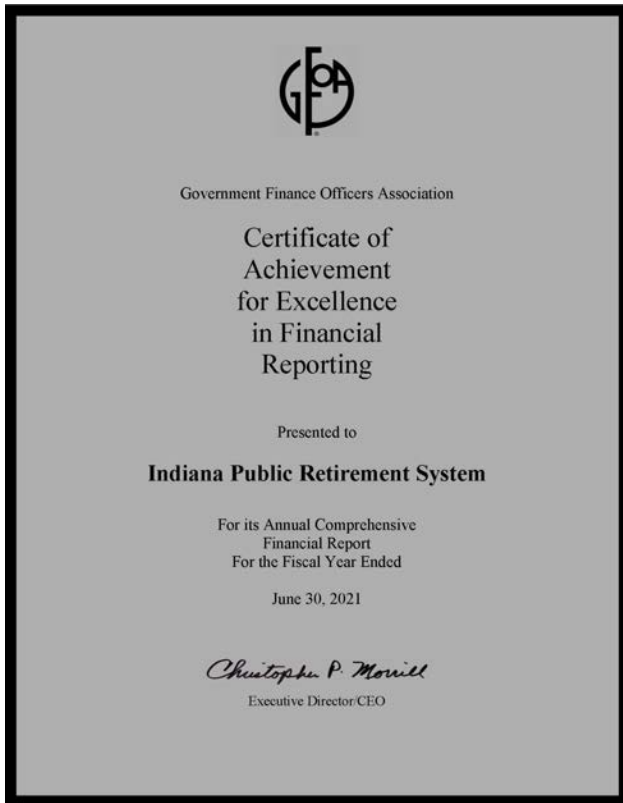 GFOA
Government Finance Officers Association
Certificate of
Achievement
for Excellence
in Financial
Reporting
Presented to
Indiana Public Retirement System
For its Annual Comprehensive
Financial Report
For the Fiscal Year Ended
June 30, 2021
Christopher P. Morrill
Executive Director/CEO